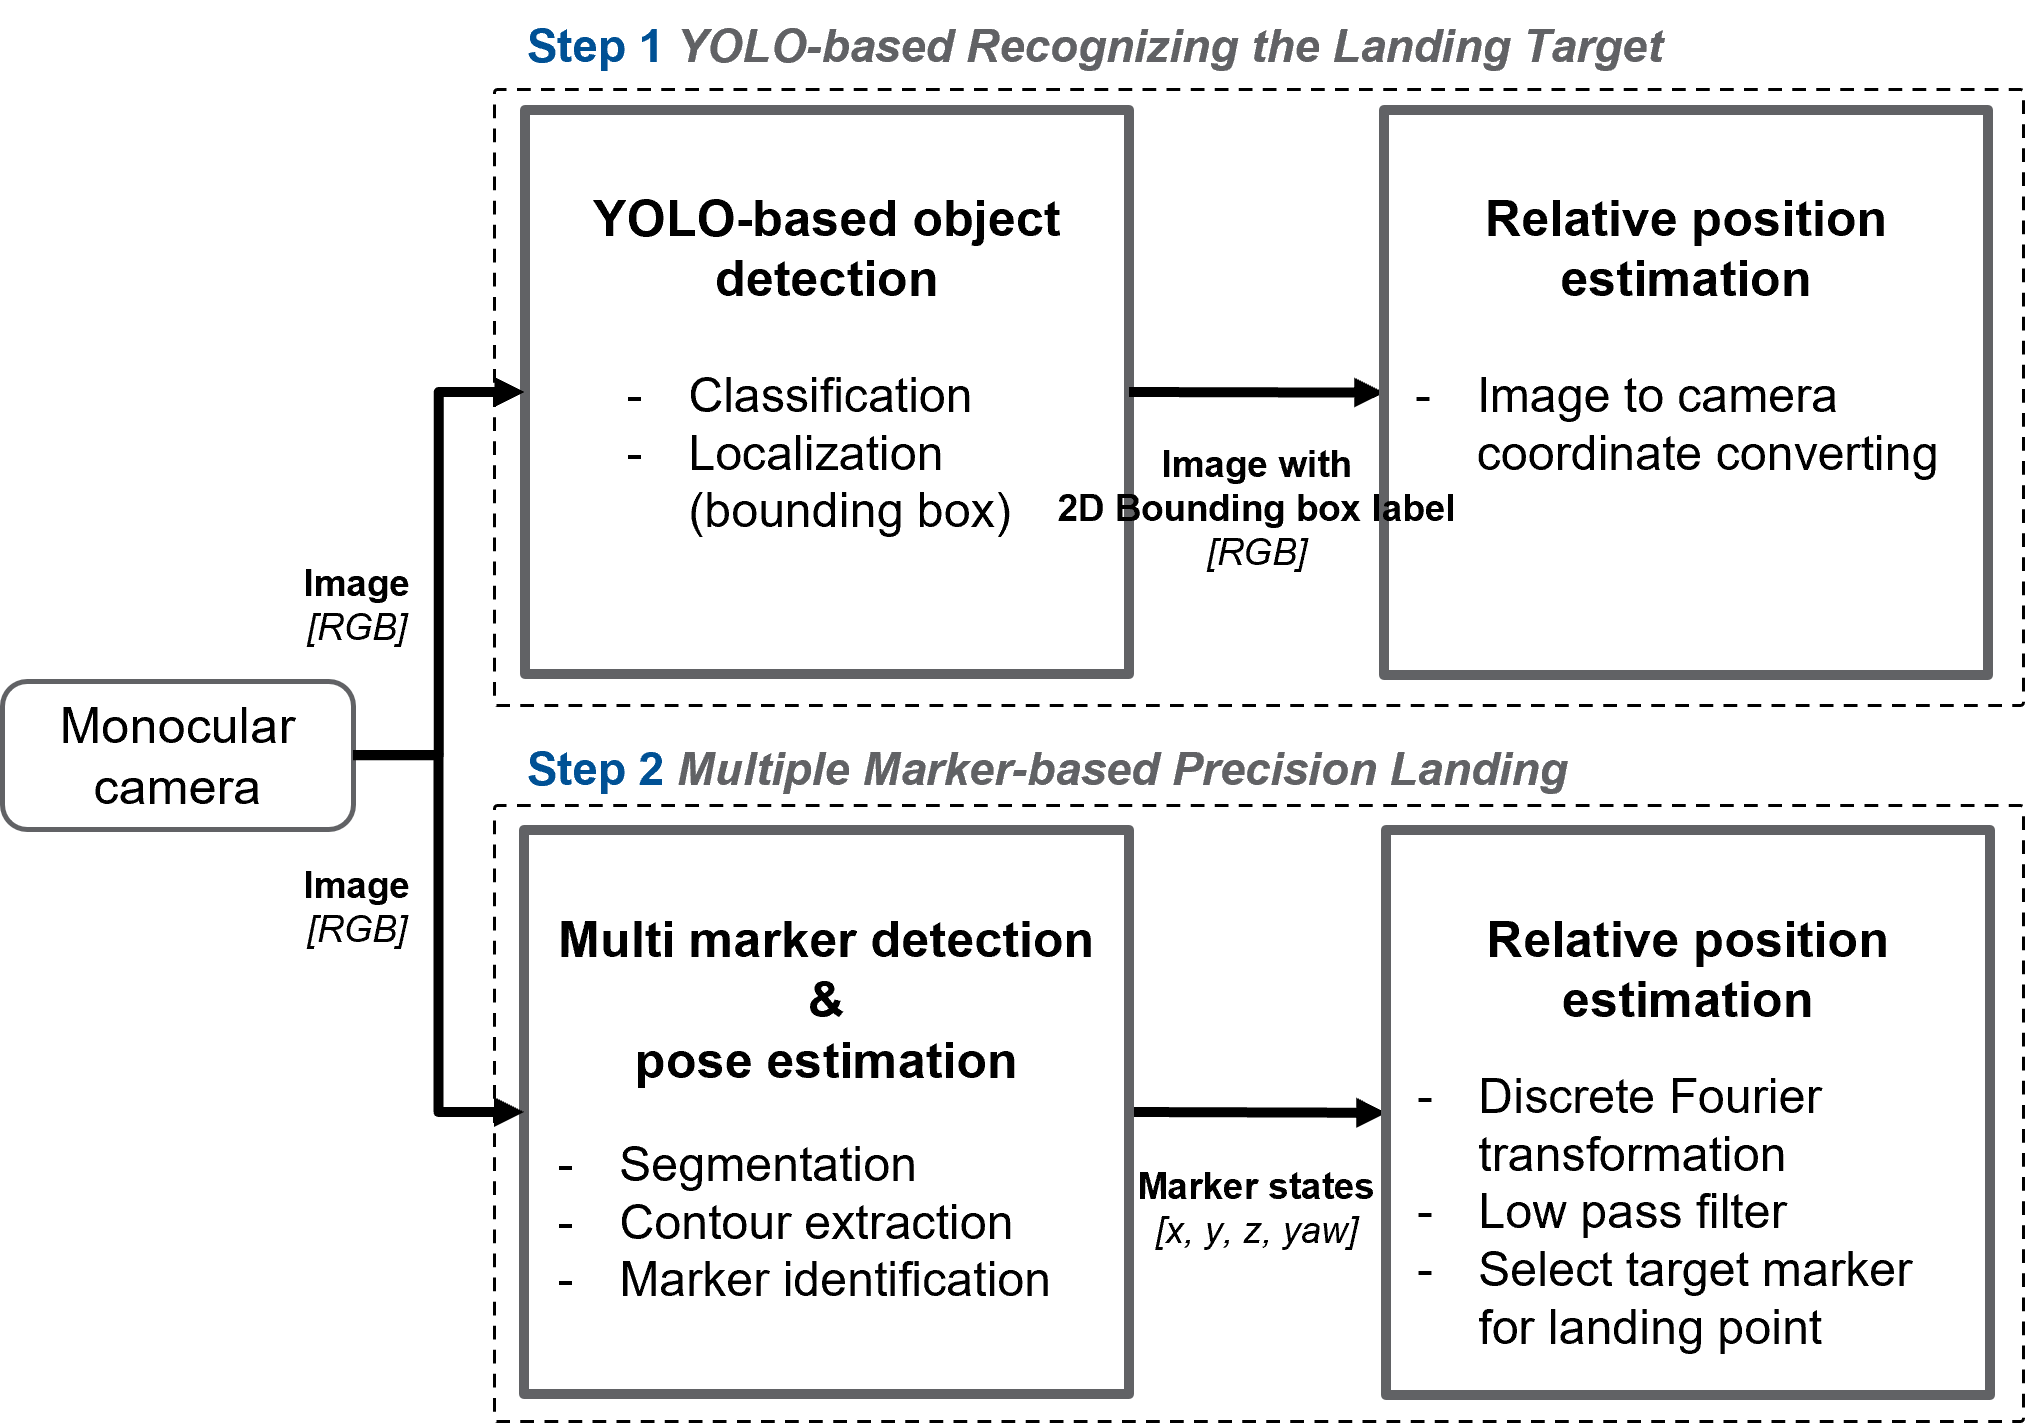 Step 1 YOLO-based Recognizing the Landing Target
YOLO-based object
detection
- Classification
- Localization
(bounding box)
Image with
2D Bounding box label
[RGB]
Relative position
estimation
- Image to camera
coordinate converting
Image
[RGB]
Monocular
camera
Image
[RGB]
Step 2 Multiple Marker-based Precision Landing
Multi marker detection
&
pose estimation
- Segmentation
- Contour extraction
- Marker identification
Marker states
[x, y, z, yaw]
Relative position
estimation
- Discrete Fourier
transformation
- Low pass filter
- Select target marker
for landing point